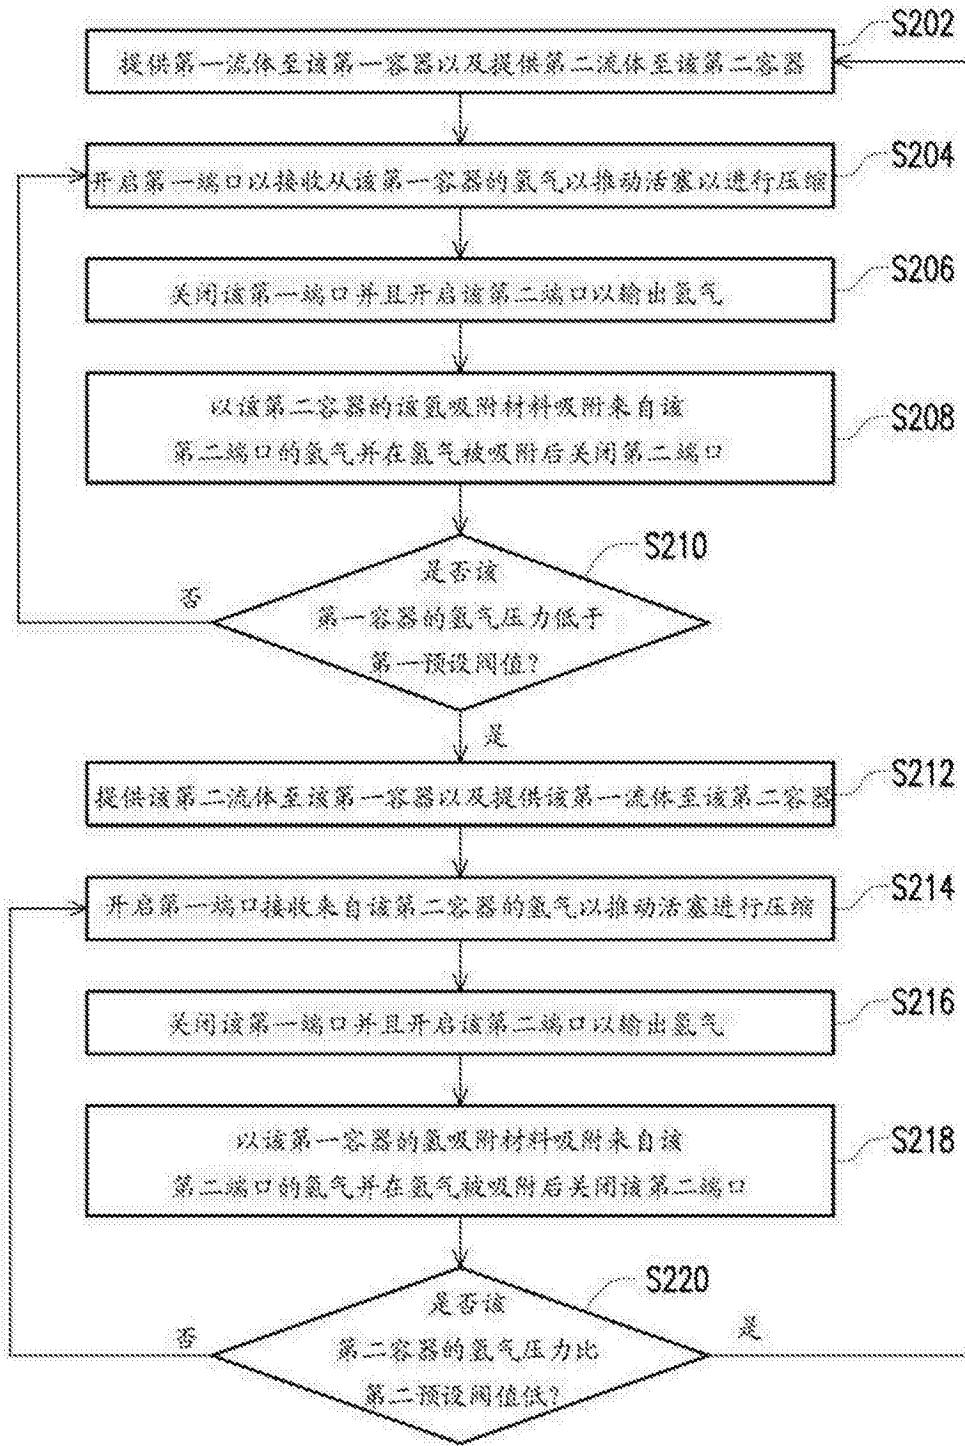 S202
提供第一流体至该第一容器以及提供第二流体至该第二容器
S204
开启第一端口以接收从该第一容器的氢气以推动活塞以进行压缩
S206
关闭该第一端口并且开启该第二端口以输出氢气
S208
以该第二容器的该氢吸附材料吸附来自该
第二端口的氢气并在氢气被吸附后关闭第二端口
S210
是否该
第一容器的氢气压力低于
第一预设阀值?
否
是
S212
提供该第二流体至该第一容器以及提供该第一流体至该第二容器
S214
开启第一端口接收来自该第二容器的氢气以推动活塞进行压缩
S216
关闭该第一端口并且开启该第二端口以输出氢气
S218
以该第一容器的氢吸附材料吸附来自该
第二端口的氢气并在氢气被吸附后关闭该第二端口
S220
是否该
第二容器的氢气压力比
第二预设阀值低?
否
是